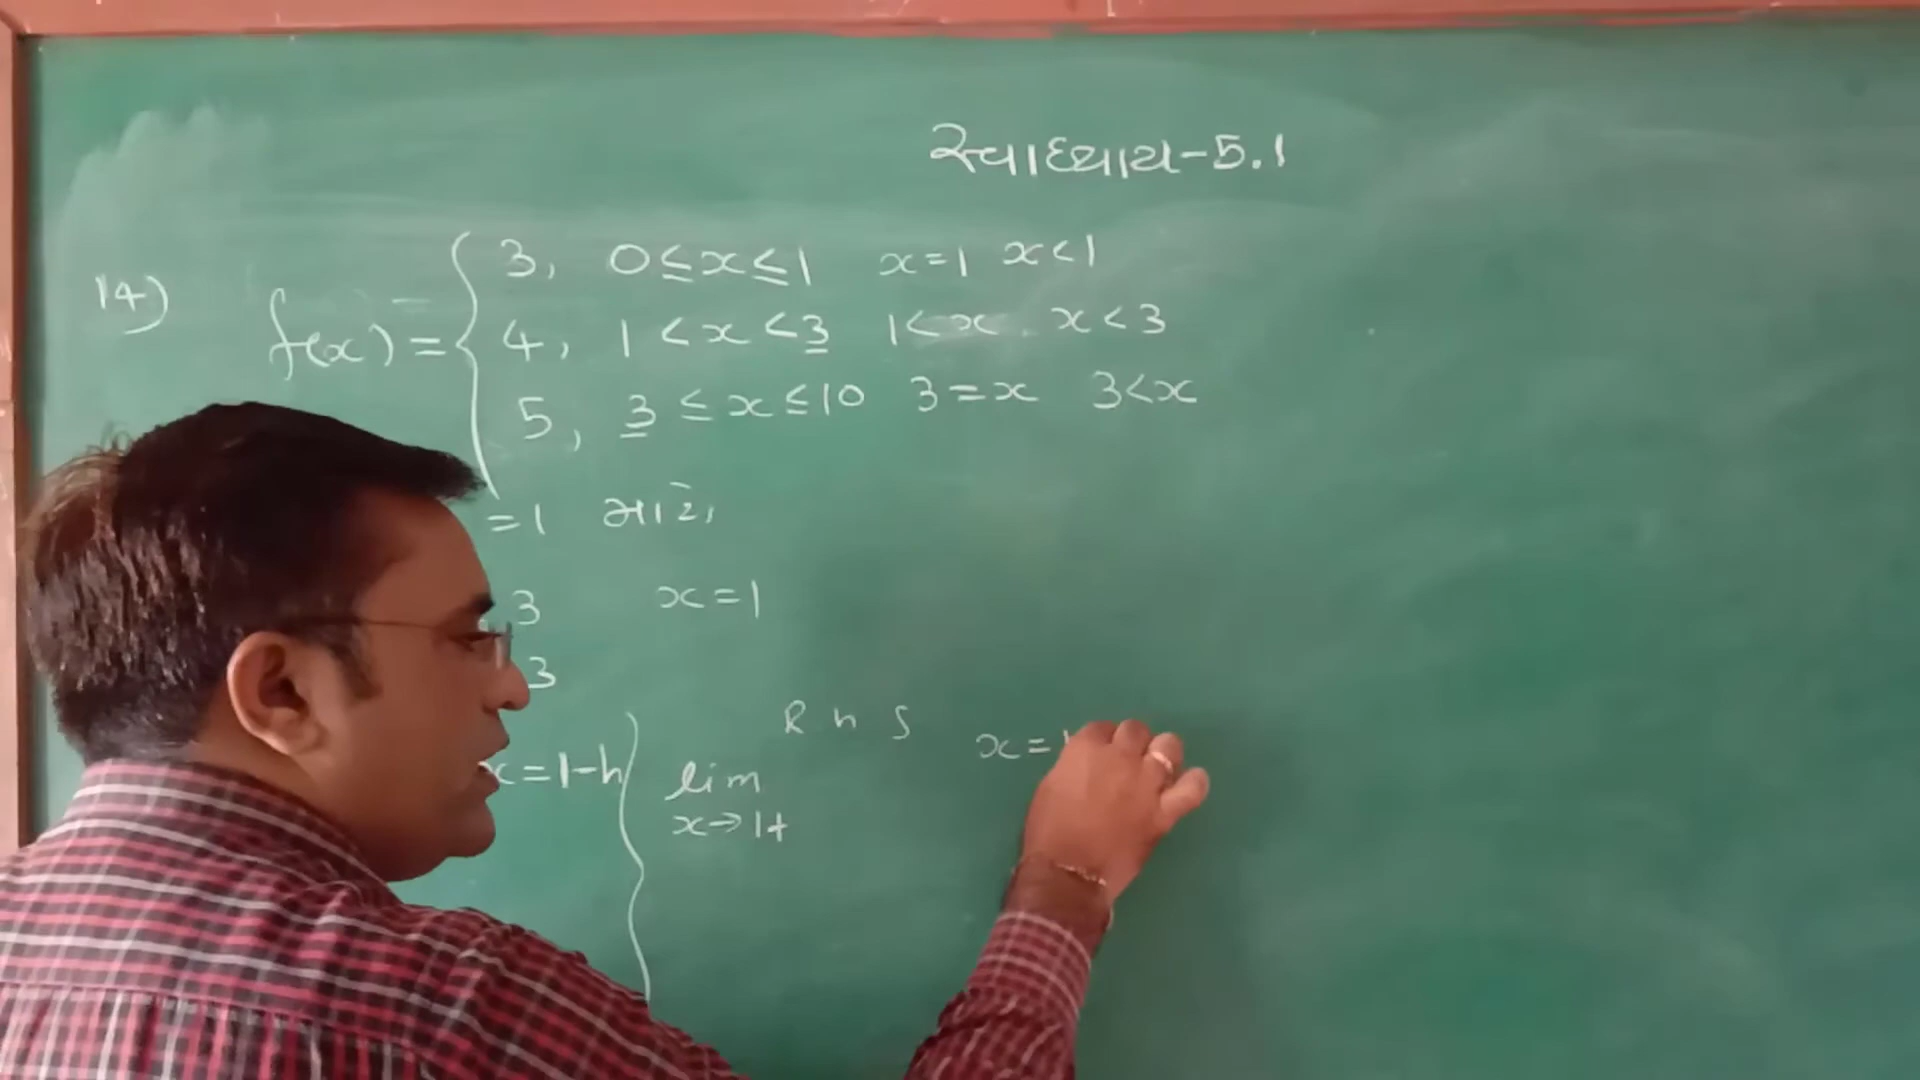 સ્વાધ્યાય-5.1
14) f(x) = { 3, 0≤x≤1 x=1 x<1
4, 1<x<3 1<x x<3
5, 3≤x≤10 3=x 3<x
=1 માટે,
3 x=1
3
R h S
x=1
x=1-h
lim
x→1+